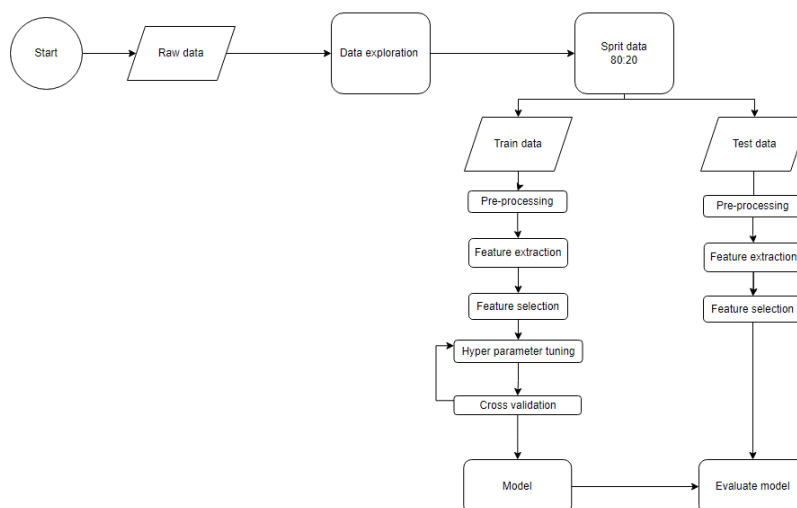 Start
Raw data
Data exploration
Sprit data
80:20
Train data
Test data
Pre-processing
Pre-processing
Feature extraction
Feature extraction
Feature selection
Feature selection
Hyper parameter tuning
Cross validation
Model
Evaluate model